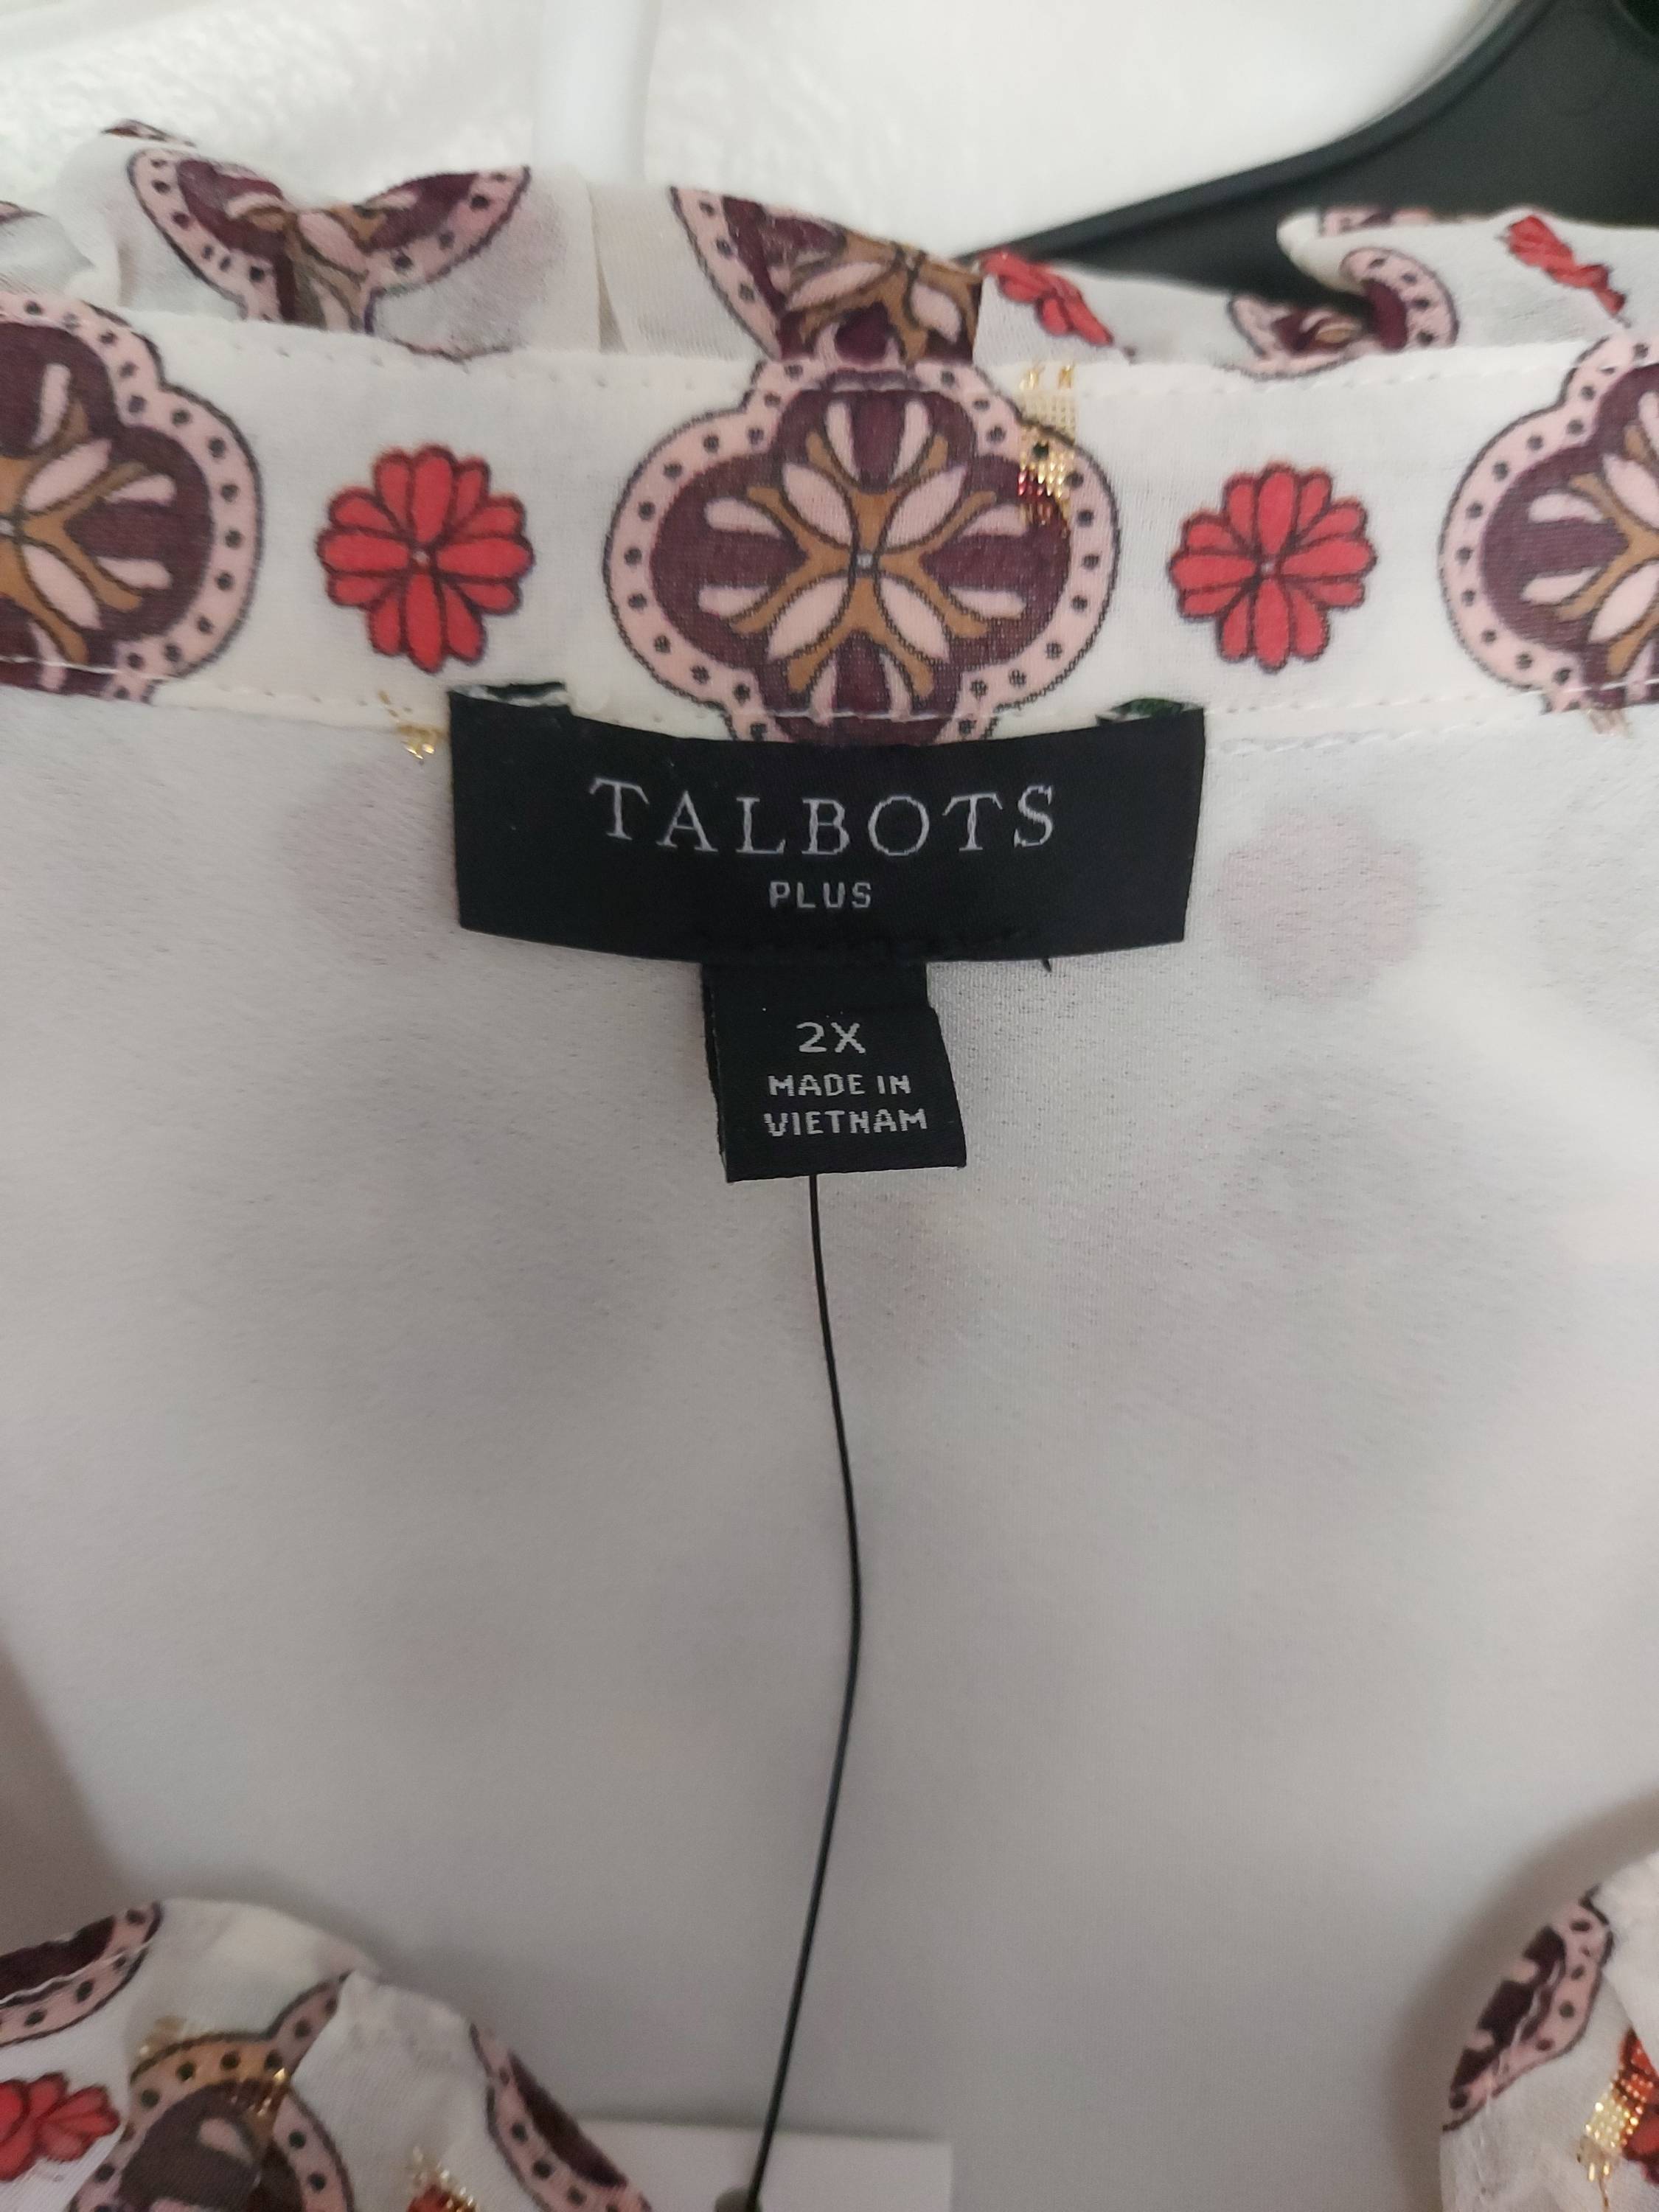 TALBOTS
PLUS
2X
MADE IN
VIETNAM